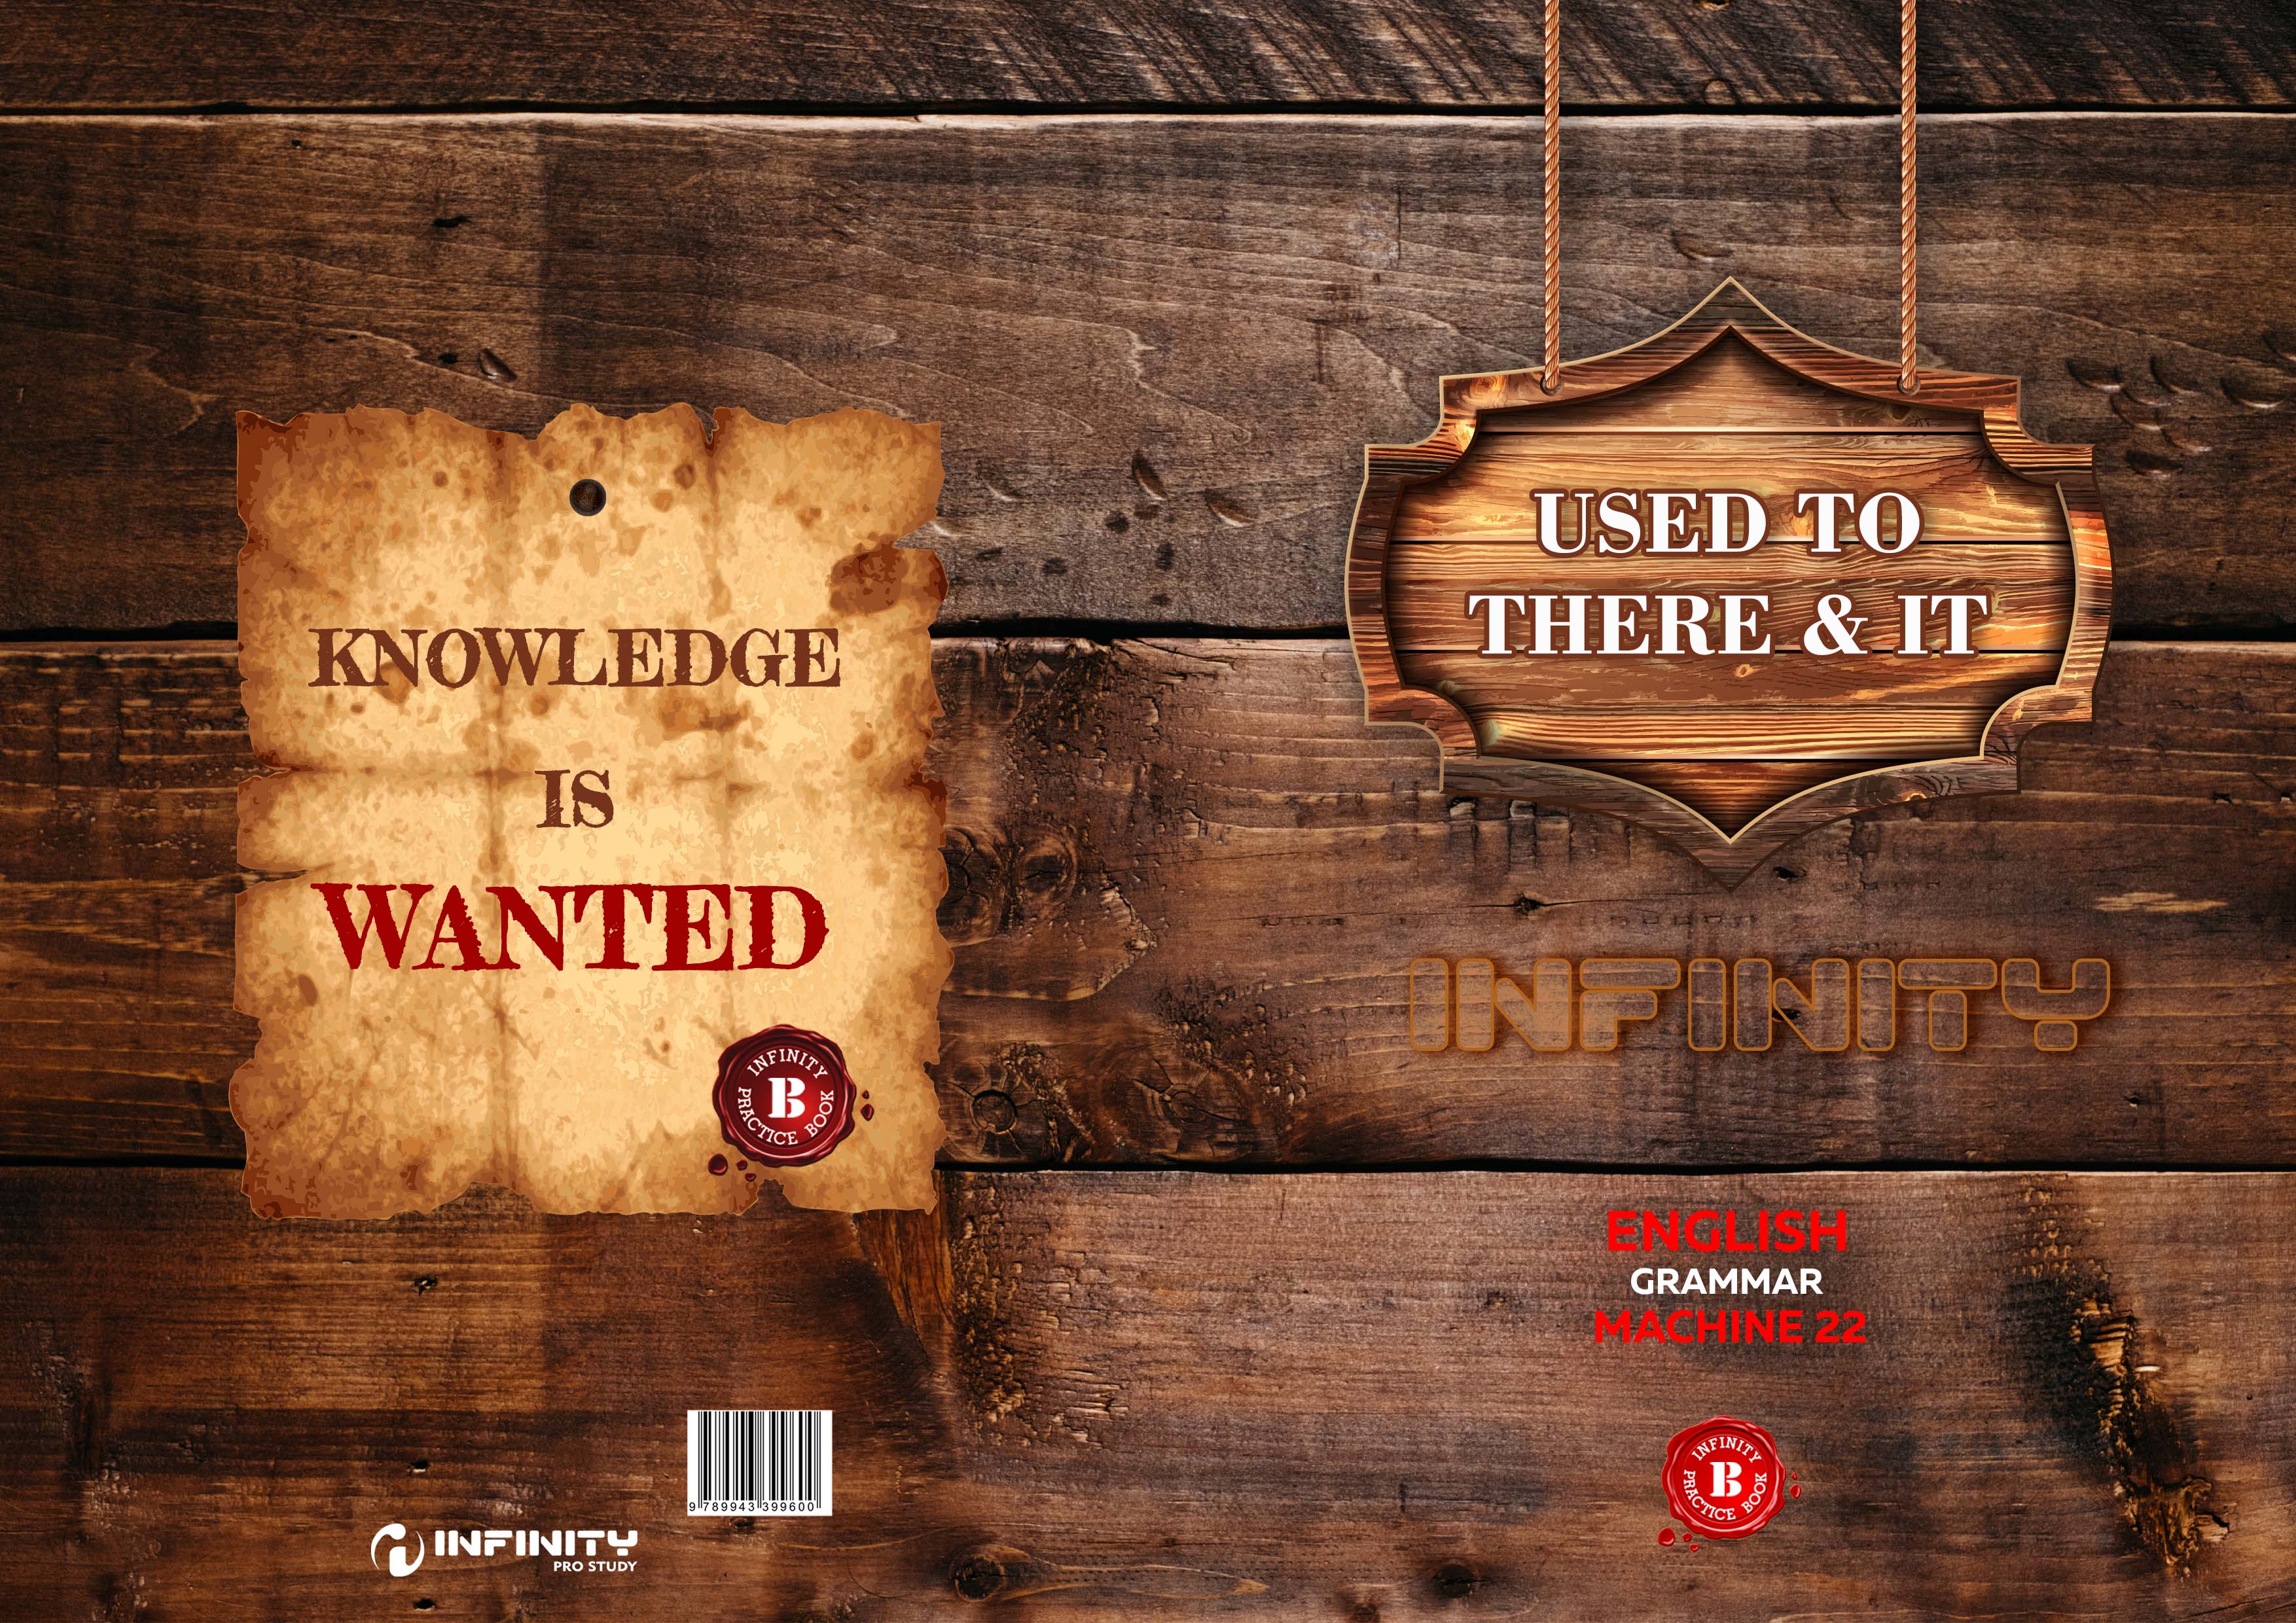 KNOWLEDGE
IS
WANTED
INFINITY
B
PRACTICE BOOK
9 789943 399600
INFINITY
PRO STUDY
USED TO
THERE & IT
INFINITY
ENGLISH
GRAMMAR
MACHINE 22
INFINITY
B
PRACTICE BOOK